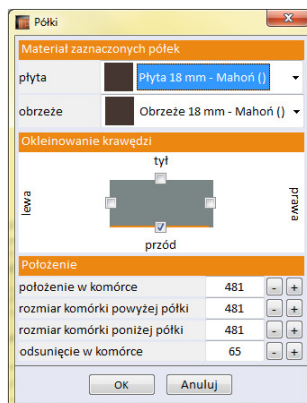 Półki
Materiał zaznaczonych półek
płyta Płyta 18 mm - Mahoń ()
obrzeże Obrzeże 18 mm - Mahoń ()
Okleinowanie krawędzi
tył
lewa
prawa
przód
Położenie
położenie w komórce 481 - +
rozmiar komórki powyżej półki 481 - +
rozmiar komórki poniżej półki 481 - +
odsunięcie w komórce 65 - +
OK Anuluj